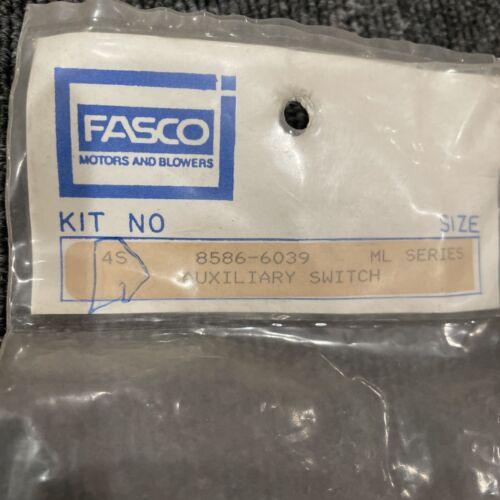 FASCO
MOTORS AND BLOWERS
KIT NO SIZE
4S 8586-6039 ML SERIES
AUXILIARY SWITCH